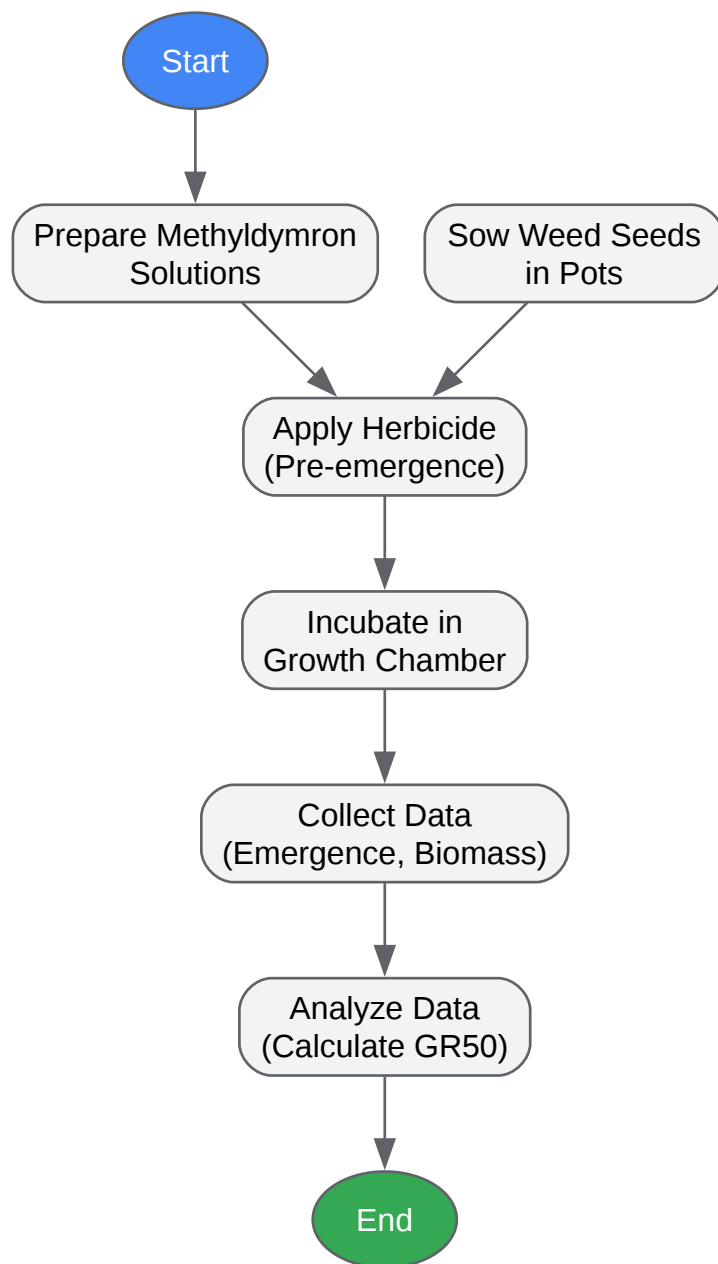 Start
Prepare Methyldymron
Solutions
Sow Weed Seeds
in Pots
Apply Herbicide
(Pre-emergence)
Incubate in
Growth Chamber
Collect Data
(Emergence, Biomass)
Analyze Data
(Calculate GR50)
End